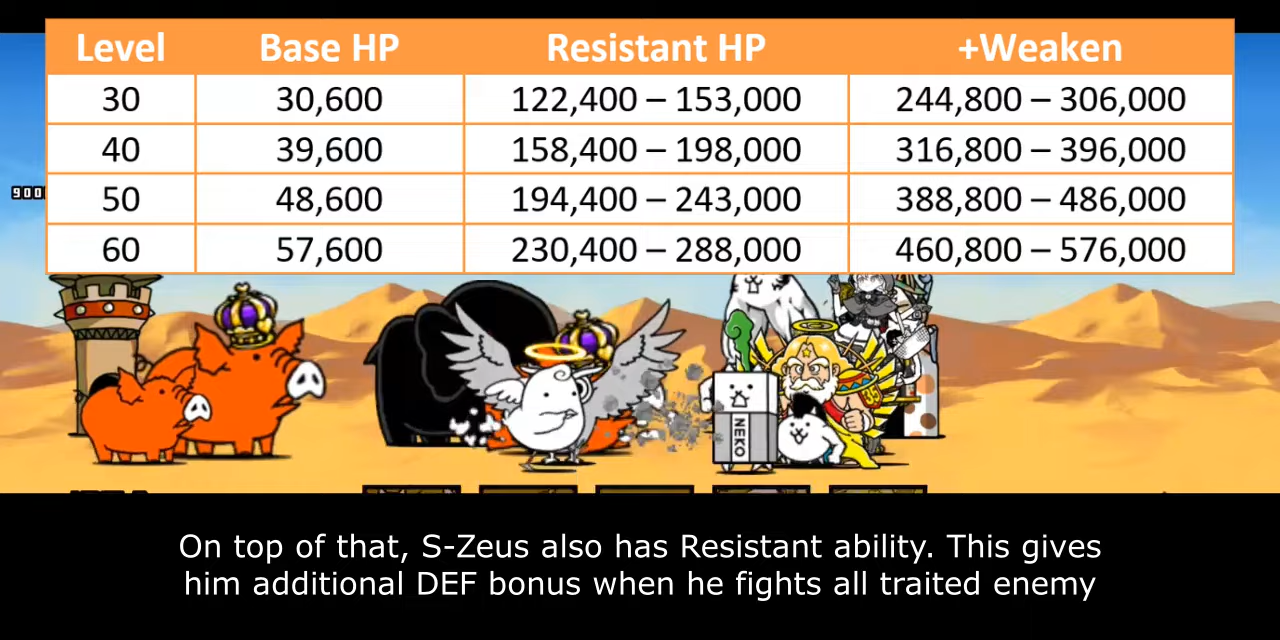 Level Base HP Resistant HP +Weaken
30 30,600 122,400 – 153,000 244,800 – 306,000
40 39,600 158,400 – 198,000 316,800 – 396,000
50 48,600 194,400 – 243,000 388,800 – 486,000
60 57,600 230,400 – 288,000 460,800 – 576,000
NEKO
On top of that, S-Zeus also has Resistant ability. This gives
him additional DEF bonus when he fights all traited enemy